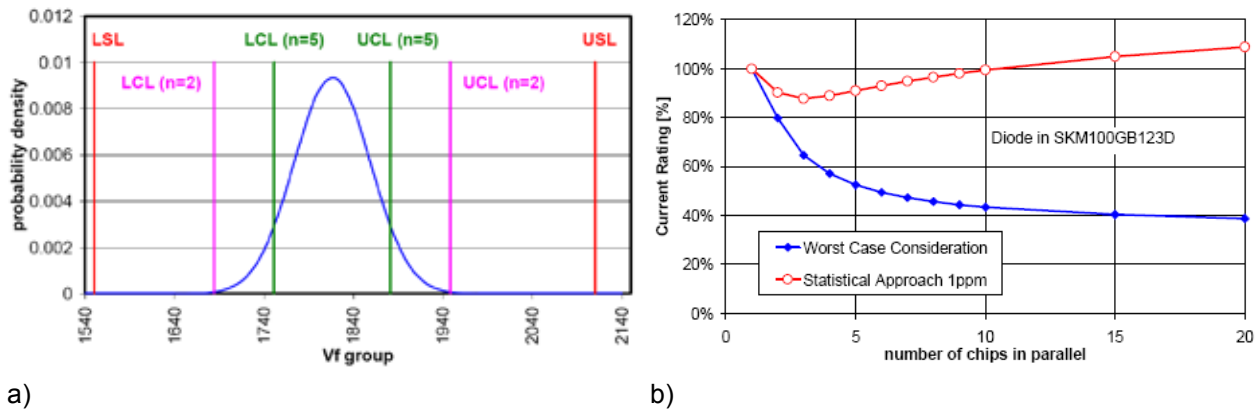 0.012
0.01
0.008
0.006
0.004
0.002
0
probability density
LSL
LCL (n=5)
UCL (n=5)
USL
LCL (n=2)
UCL (n=2)
1540
1640
1740
1840
1940
2040
2140
Vf group
a)
120%
100%
80%
60%
40%
20%
0%
Current Rating [%]
Diode in SKM100GB123D
Worst Case Consideration
Statistical Approach 1ppm
0
5
10
15
20
number of chips in parallel
b)